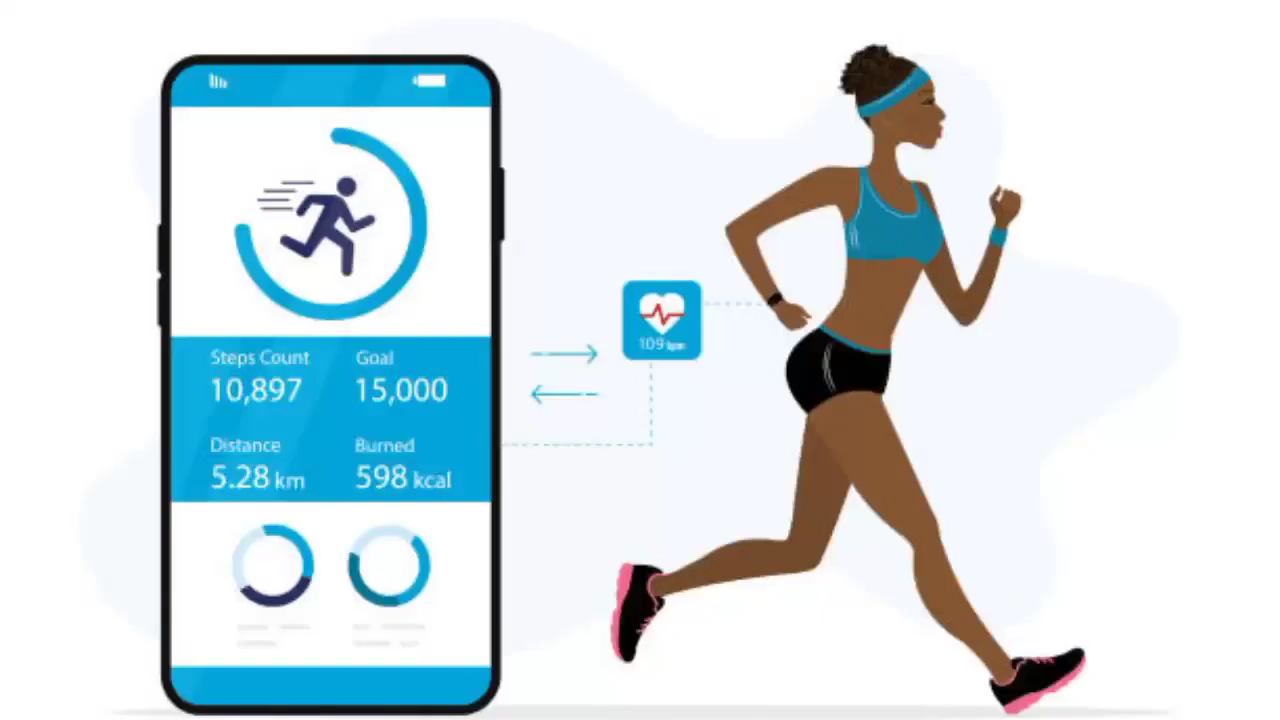 Steps Count Goal
10,897 15,000
Distance Burned
5.28 km 598 kcal
109 bpm